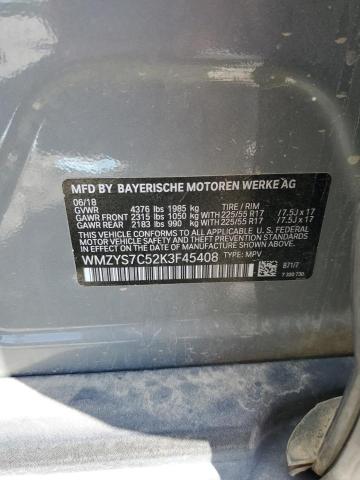 MFD BY BAYERISCHE MOTOREN WERKE AG
06/18
GVWR 4376 lbs 1985 kg TIRE / RIM
GAWR FRONT 2315 lbs 1050 kg WITH 225/55 R17 /7.5J x 17
GAWR REAR 2183 lbs 990 kg WITH 225/55 R17 /7.5J x 17
THIS VEHICLE CONFORMS TO ALL APPLICABLE U.S. FEDERAL
MOTOR VEHICLE SAFETY STANDARDS IN EFFECT ON THE
DATE OF MANUFACTURE SHOWN ABOVE.
WMZYS7C52K3F45408 TYPE: MPV
B71/7